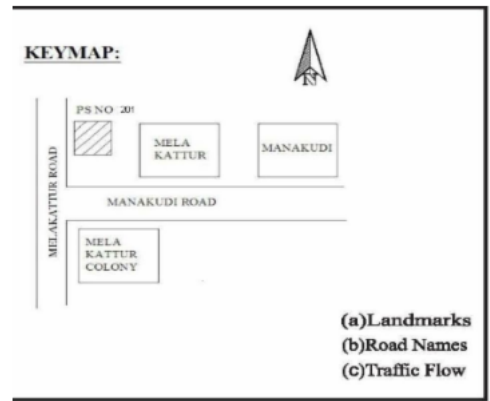 KEYMAP:
N
PS NO 201
MELA
KATTUR
MANAKUDI
MELAKATTUR ROAD
MANAKUDI ROAD
MELA
KATTUR
COLONY
(a)Landmarks
(b)Road Names
(c)Traffic Flow